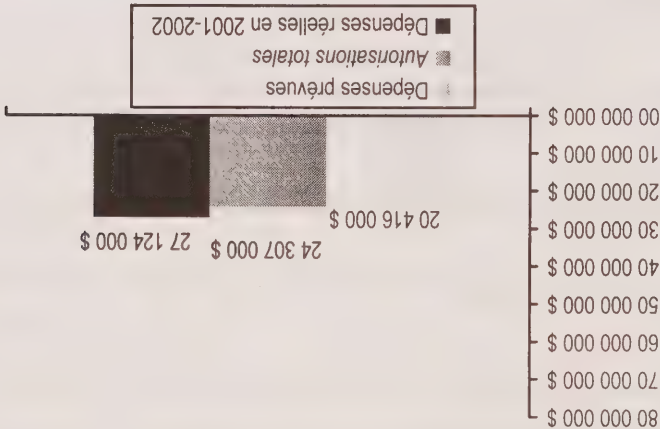 80 000 000 $
70 000 000 $
60 000 000 $
50 000 000 $
40 000 000 $
30 000 000 $
20 000 000 $
10 000 000 $
00 000 000 $
20 416 000 $
24 307 000 $
27 124 000 $
Dépenses prévues
Autorisations totales
Dépenses réelles en 2001-2002